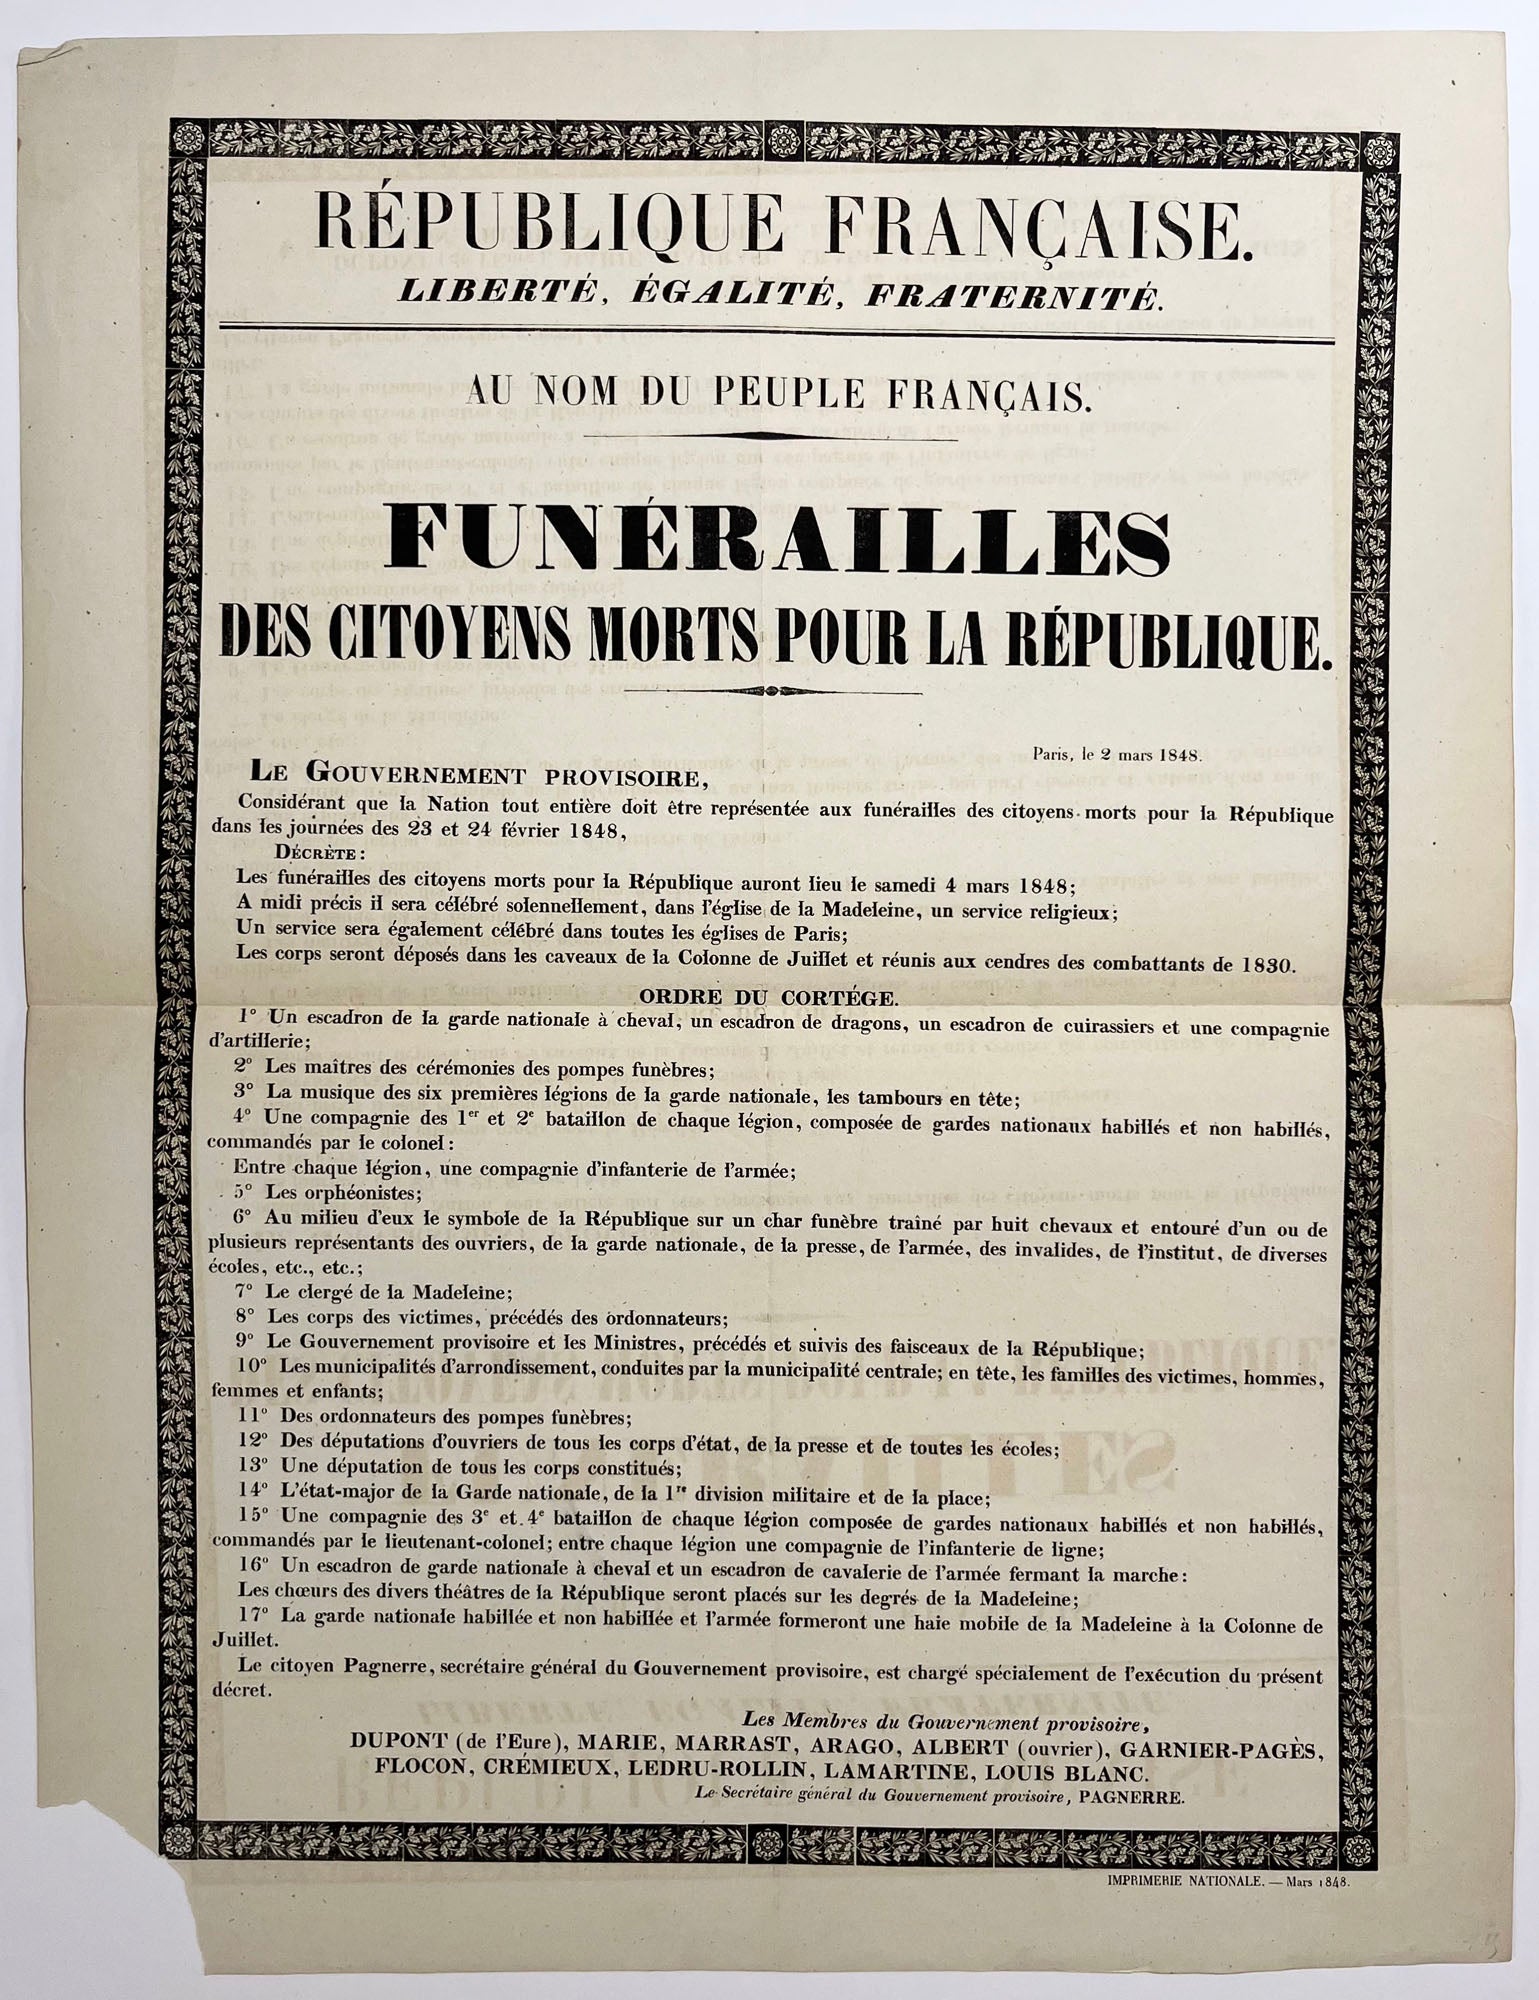 RÉPUBLIQUE FRANÇAISE.
LIBERTÉ, ÉGALITÉ, FRATERNITÉ.
AU NOM DU PEUPLE FRANÇAIS.
FUNÉRAILLES
DES CITOYENS MORTS POUR LA RÉPUBLIQUE.
Paris, le 2 mars 1848.
LE GOUVERNEMENT PROVISOIRE,
Considérant que la Nation tout entière doit être représentée aux funérailles des citoyens morts pour la République
dans les journées des 23 et 24 février 1848,
DÉCRÈTE:
Les funérailles des citoyens morts pour la République auront lieu le samedi 4 mars 1848;
A midi précis il sera célébré solennellement, dans l'église de la Madeleine, un service religieux;
Un service sera également célébré dans toutes les églises de Paris;
Les corps seront déposés dans les caveaux de la Colonne de Juillet et réunis aux cendres des combattants de 1830.
ORDRE DU CORTÉGE.
1° Un escadron de la garde nationale à cheval, un escadron de dragons, un escadron de cuirassiers et une compagnie
d'artillerie;
2° Les maîtres des cérémonies des pompes funèbres;
3° La musique des six premières légions de la garde nationale, les tambours en tête;
4° Une compagnie des 1er et 2e bataillon de chaque légion, composée de gardes nationaux habillés et non habillés,
commandés par le colonel:
Entre chaque légion, une compagnie d'infanterie de l'armée;
5° Les orphéonistes;
6° Au milieu d'eux le symbole de la République sur un char funèbre traîné par huit chevaux et entouré d'un ou de
plusieurs représentants des ouvriers, de la garde nationale, de la presse, de l'armée, des invalides, de l'institut, de diverses
écoles, etc., etc.;
7° Le clergé de la Madeleine;
8° Les corps des victimes, précédés des ordonnateurs;
9° Le Gouvernement provisoire et les Ministres, précédés et suivis des faisceaux de la République;
10° Les municipalités d'arrondissement, conduites par la municipalité centrale; en tête, les familles des victimes, hommes,
femmes et enfants;
11° Des ordonnateurs des pompes funèbres;
12° Des députations d'ouvriers de tous les corps d'état, de la presse et de toutes les écoles;
13° Une députation de tous les corps constitués;
14° L'état-major de la Garde nationale, de la 1re division militaire et de la place;
15° Une compagnie des 3e et 4e bataillon de chaque légion composée de gardes nationaux habillés et non habillés,
commandés par le lieutenant-colonel; entre chaque légion une compagnie de l'infanterie de ligne;
16° Un escadron de garde nationale à cheval et un escadron de cavalerie de l'armée fermant la marche:
Les chœurs des divers théâtres de la République seront placés sur les degrés de la Madeleine;
17° La garde nationale habillée et non habillée et l'armée formeront une haie mobile de la Madeleine à la Colonne de
Juillet.
Le citoyen Pagnerre, secrétaire général du Gouvernement provisoire, est chargé spécialement de l'exécution du présent
décret.
Les Membres du Gouvernement provisoire,
DUPONT (de l'Eure), MARIE, MARRAST, ARAGO, ALBERT (ouvrier), GARNIER-PAGÈS,
FLOCON, CRÉMIEUX, LEDRU-ROLLIN, LAMARTINE, LOUIS BLANC.
Le Secrétaire général du Gouvernement provisoire, PAGNERRE.
IMPRIMERIE NATIONALE. — Mars 1848.